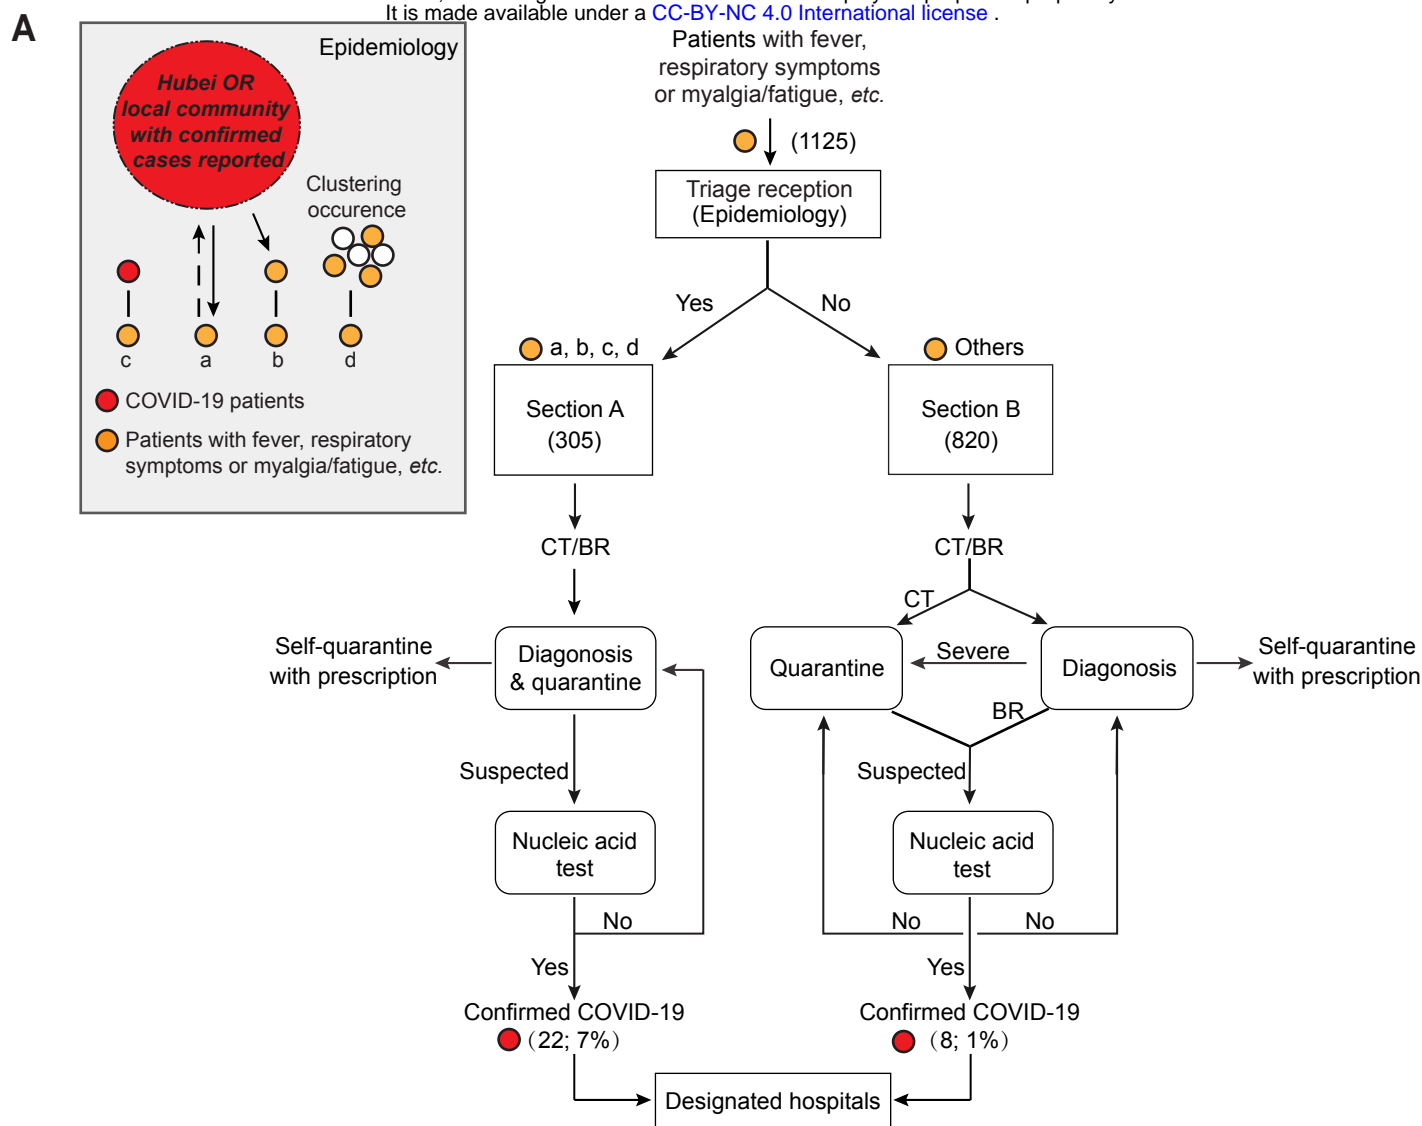 It is made available under a CC-BY-NC 4.0 International license .
A
Epidemiology
Hubei OR
local community
with confirmed
cases reported
Clustering
occurence
c
a
b
d
COVID-19 patients
Patients with fever, respiratory
symptoms or myalgia/fatigue, etc.
Patients with fever,
respiratory symptoms
or myalgia/fatigue, etc.
(1125)
Triage reception
(Epidemiology)
Yes
No
a, b, c, d
Others
Section A
(305)
Section B
(820)
CT/BR
CT/BR
CT
Self-quarantine
with prescription
Diagonosis
& quarantine
Quarantine
Severe
Diagonosis
Self-quarantine
with prescription
BR
Suspected
Suspected
Nucleic acid
test
Nucleic acid
test
No
No
No
Yes
Yes
Confirmed COVID-19
(22; 7%)
Confirmed COVID-19
(8; 1%)
Designated hospitals